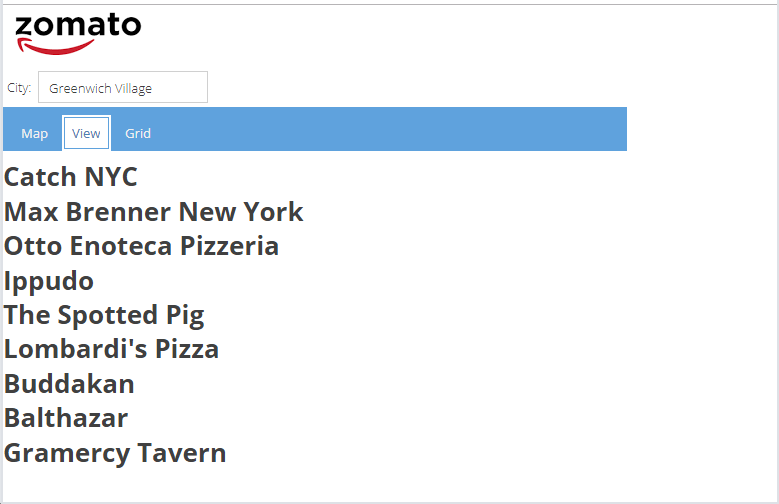 zomato
City: Greenwich Village
Map View Grid
Catch NYC
Max Brenner New York
Otto Enoteca Pizzeria
Ippudo
The Spotted Pig
Lombardi's Pizza
Buddakan
Balthazar
Gramercy Tavern